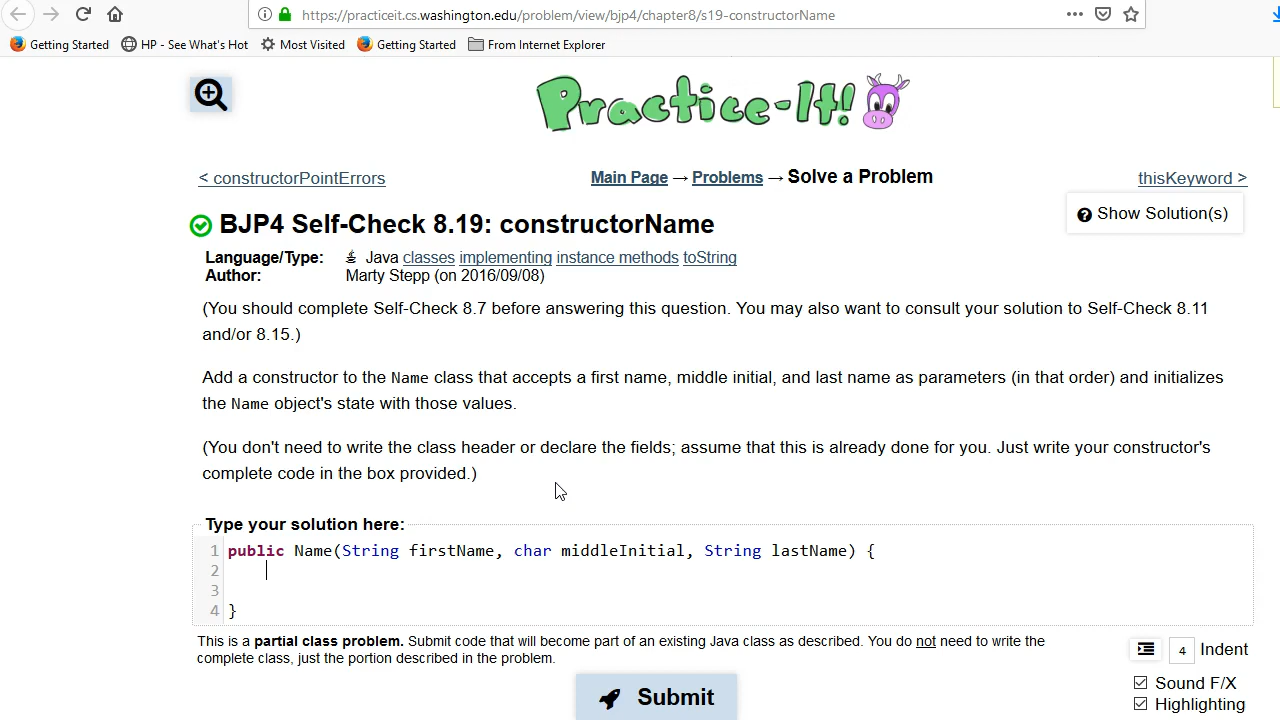 https://practiceit.cs.washington.edu/problem/view/bjp4/chapter8/s19-constructorName
Getting Started HP - See What's Hot Most Visited Getting Started From Internet Explorer
Practice-It!
< constructorPointErrors Main Page → Problems → Solve a Problem thisKeyword >
Show Solution(s)
BJP4 Self-Check 8.19: constructorName
Language/Type: Java classes implementing instance methods toString
Author: Marty Stepp (on 2016/09/08)
(You should complete Self-Check 8.7 before answering this question. You may also want to consult your solution to Self-Check 8.11
and/or 8.15.)
Add a constructor to the Name class that accepts a first name, middle initial, and last name as parameters (in that order) and initializes
the Name object's state with those values.
(You don't need to write the class header or declare the fields; assume that this is already done for you. Just write your constructor's
complete code in the box provided.)
Type your solution here:
1 public Name(String firstName, char middleInitial, String lastName) {
2
3
4 }
This is a partial class problem. Submit code that will become part of an existing Java class as described. You do not need to write the
complete class, just the portion described in the problem.
4 Indent
Sound F/X
Highlighting
Submit